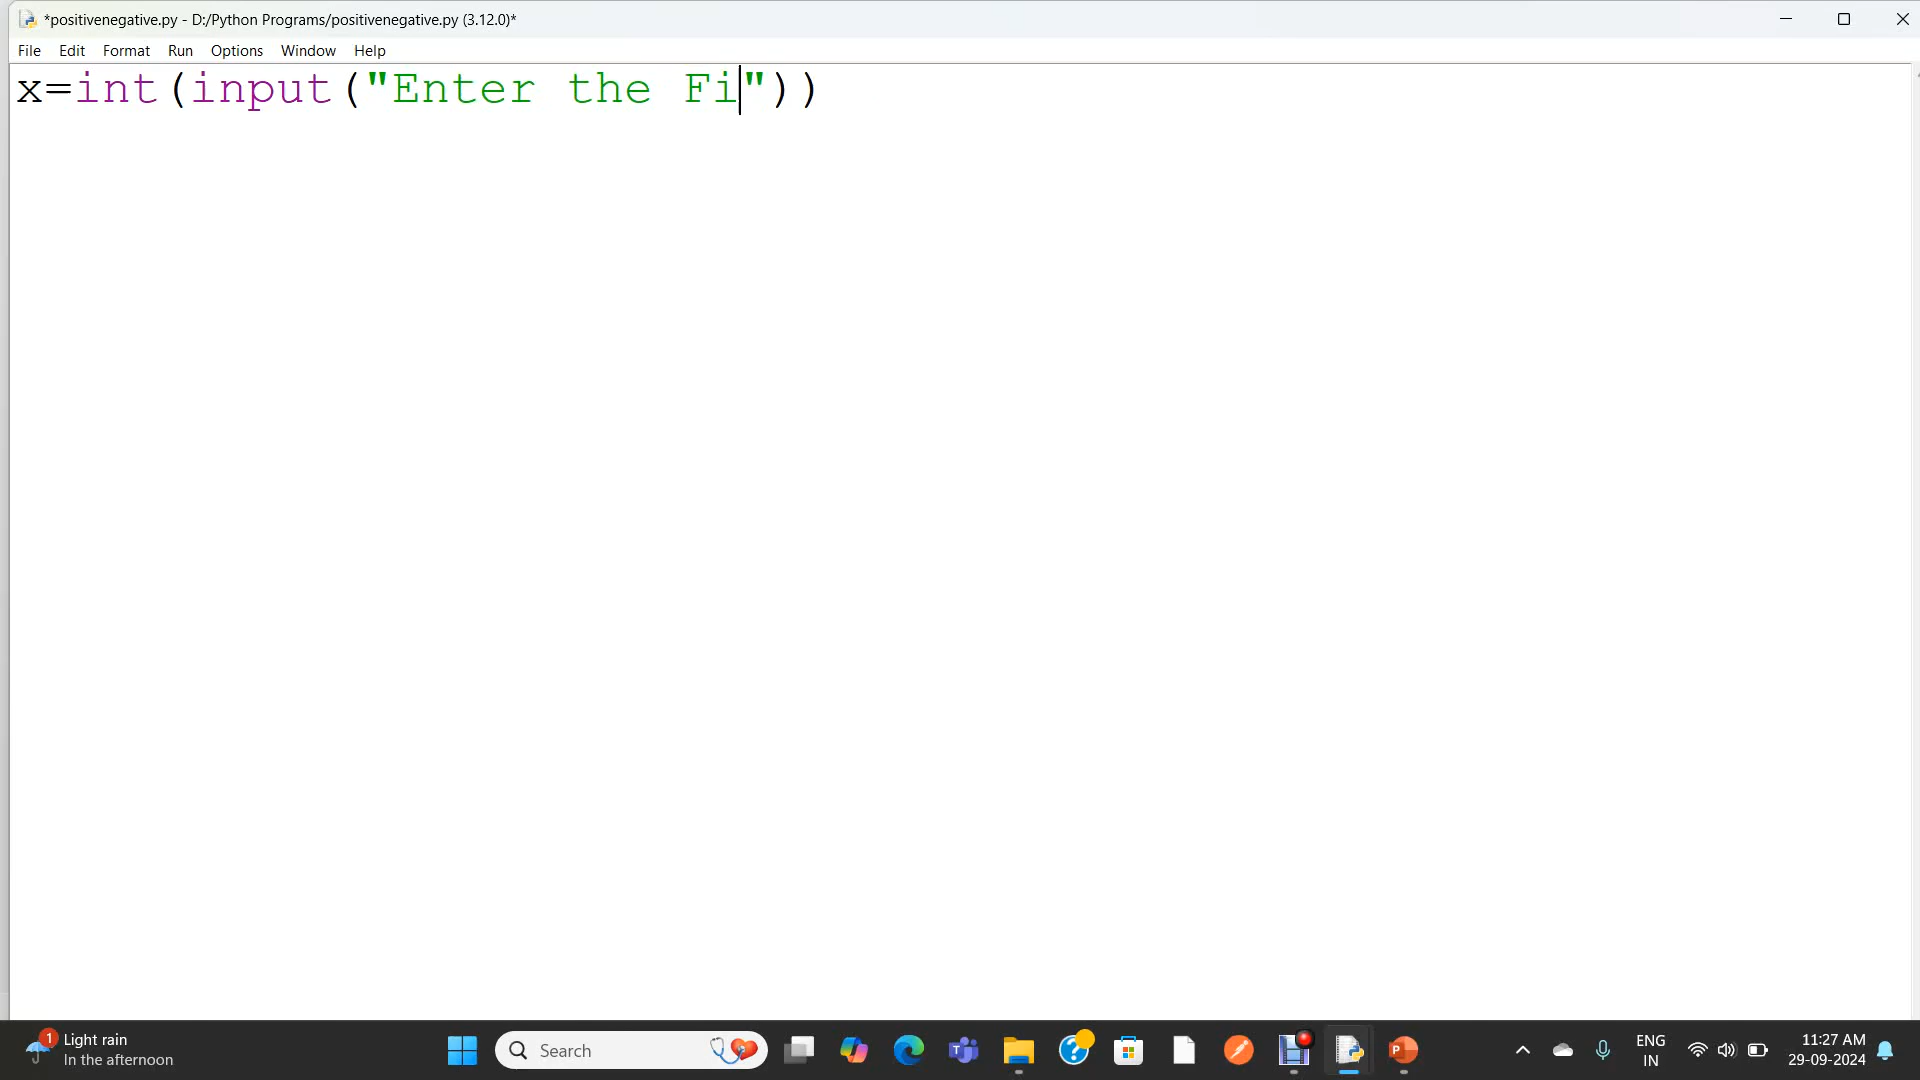 *positivenegative.py - D:/Python Programs/positivenegative.py (3.12.0)*
File Edit Format Run Options Window Help
x=int(input("Enter the Fi"))
1
Light rain
In the afternoon
Search
ENG
IN
11:27 AM
29-09-2024